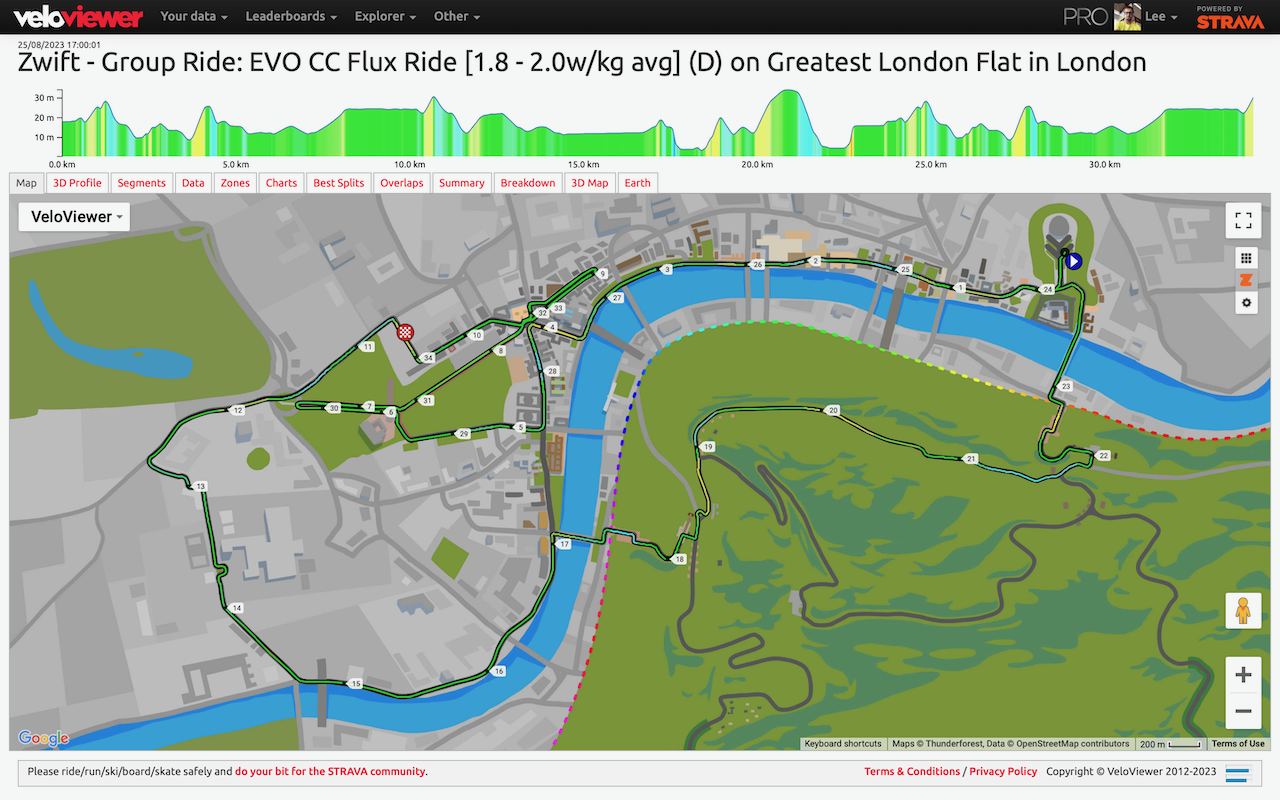 veloviewer Your data Leaderboards Explorer Other PRO Lee POWERED BY STRAVA
25/08/2023 17:00:01
Zwift - Group Ride: EVO CC Flux Ride [1.8 - 2.0w/kg avg] (D) on Greatest London Flat in London
30 m
20 m
10 m
0.0 km 5.0 km 10.0 km 15.0 km 20.0 km 25.0 km 30.0 km
Map 3D Profile Segments Data Zones Charts Best Splits Overlaps Summary Breakdown 3D Map Earth
VeloViewer
26 2
9 3 25
1 24
27
33
32 4
10
11 34 8
28
23
31
30 7 6 12 20
5
29
19
22
21
13
17
18
14
16
15
Google
Keyboard shortcuts Maps © Thunderforest, Data © OpenStreetMap contributors 200 m Terms of Use
Please ride/run/ski/board/skate safely and do your bit for the STRAVA community. Terms & Conditions / Privacy Policy Copyright © VeloViewer 2012-2023